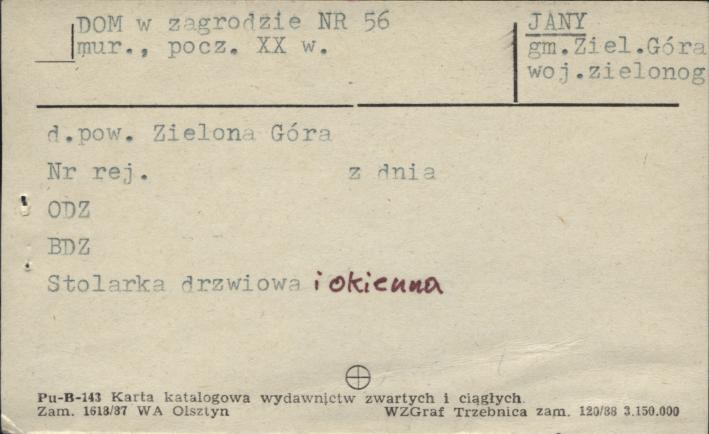 DOM w zagrodzie NR 56
mur., pocz. XX w.
JANY
gm.Ziel.Góra
woj.zielonog
d.pow. Zielona Góra
Nr rej. z dnia
ODZ
BDZ
Stolarka drzwiowa i okienna
Pu-B-143 Karta katalogowa wydawnictw zwartych i ciągłych.
Zam. 1618/87 WA Olsztyn WZGraf Trzebnica zam. 120/88 3.150.000